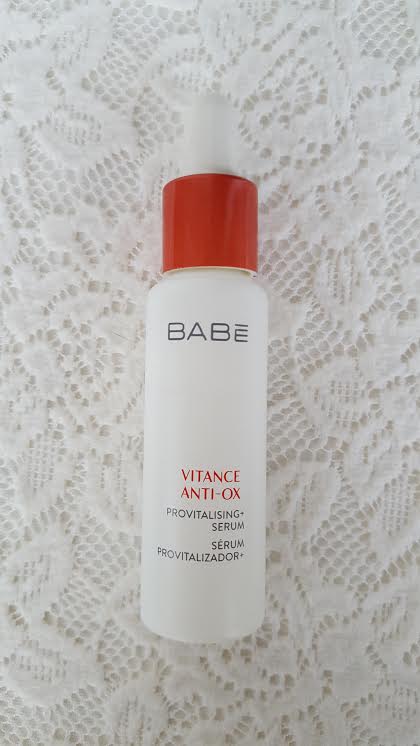 BABĒ
VITANCE
ANTI-OX
PROVITALISING+
SERUM
SÉRUM
PROVITALIZADOR+